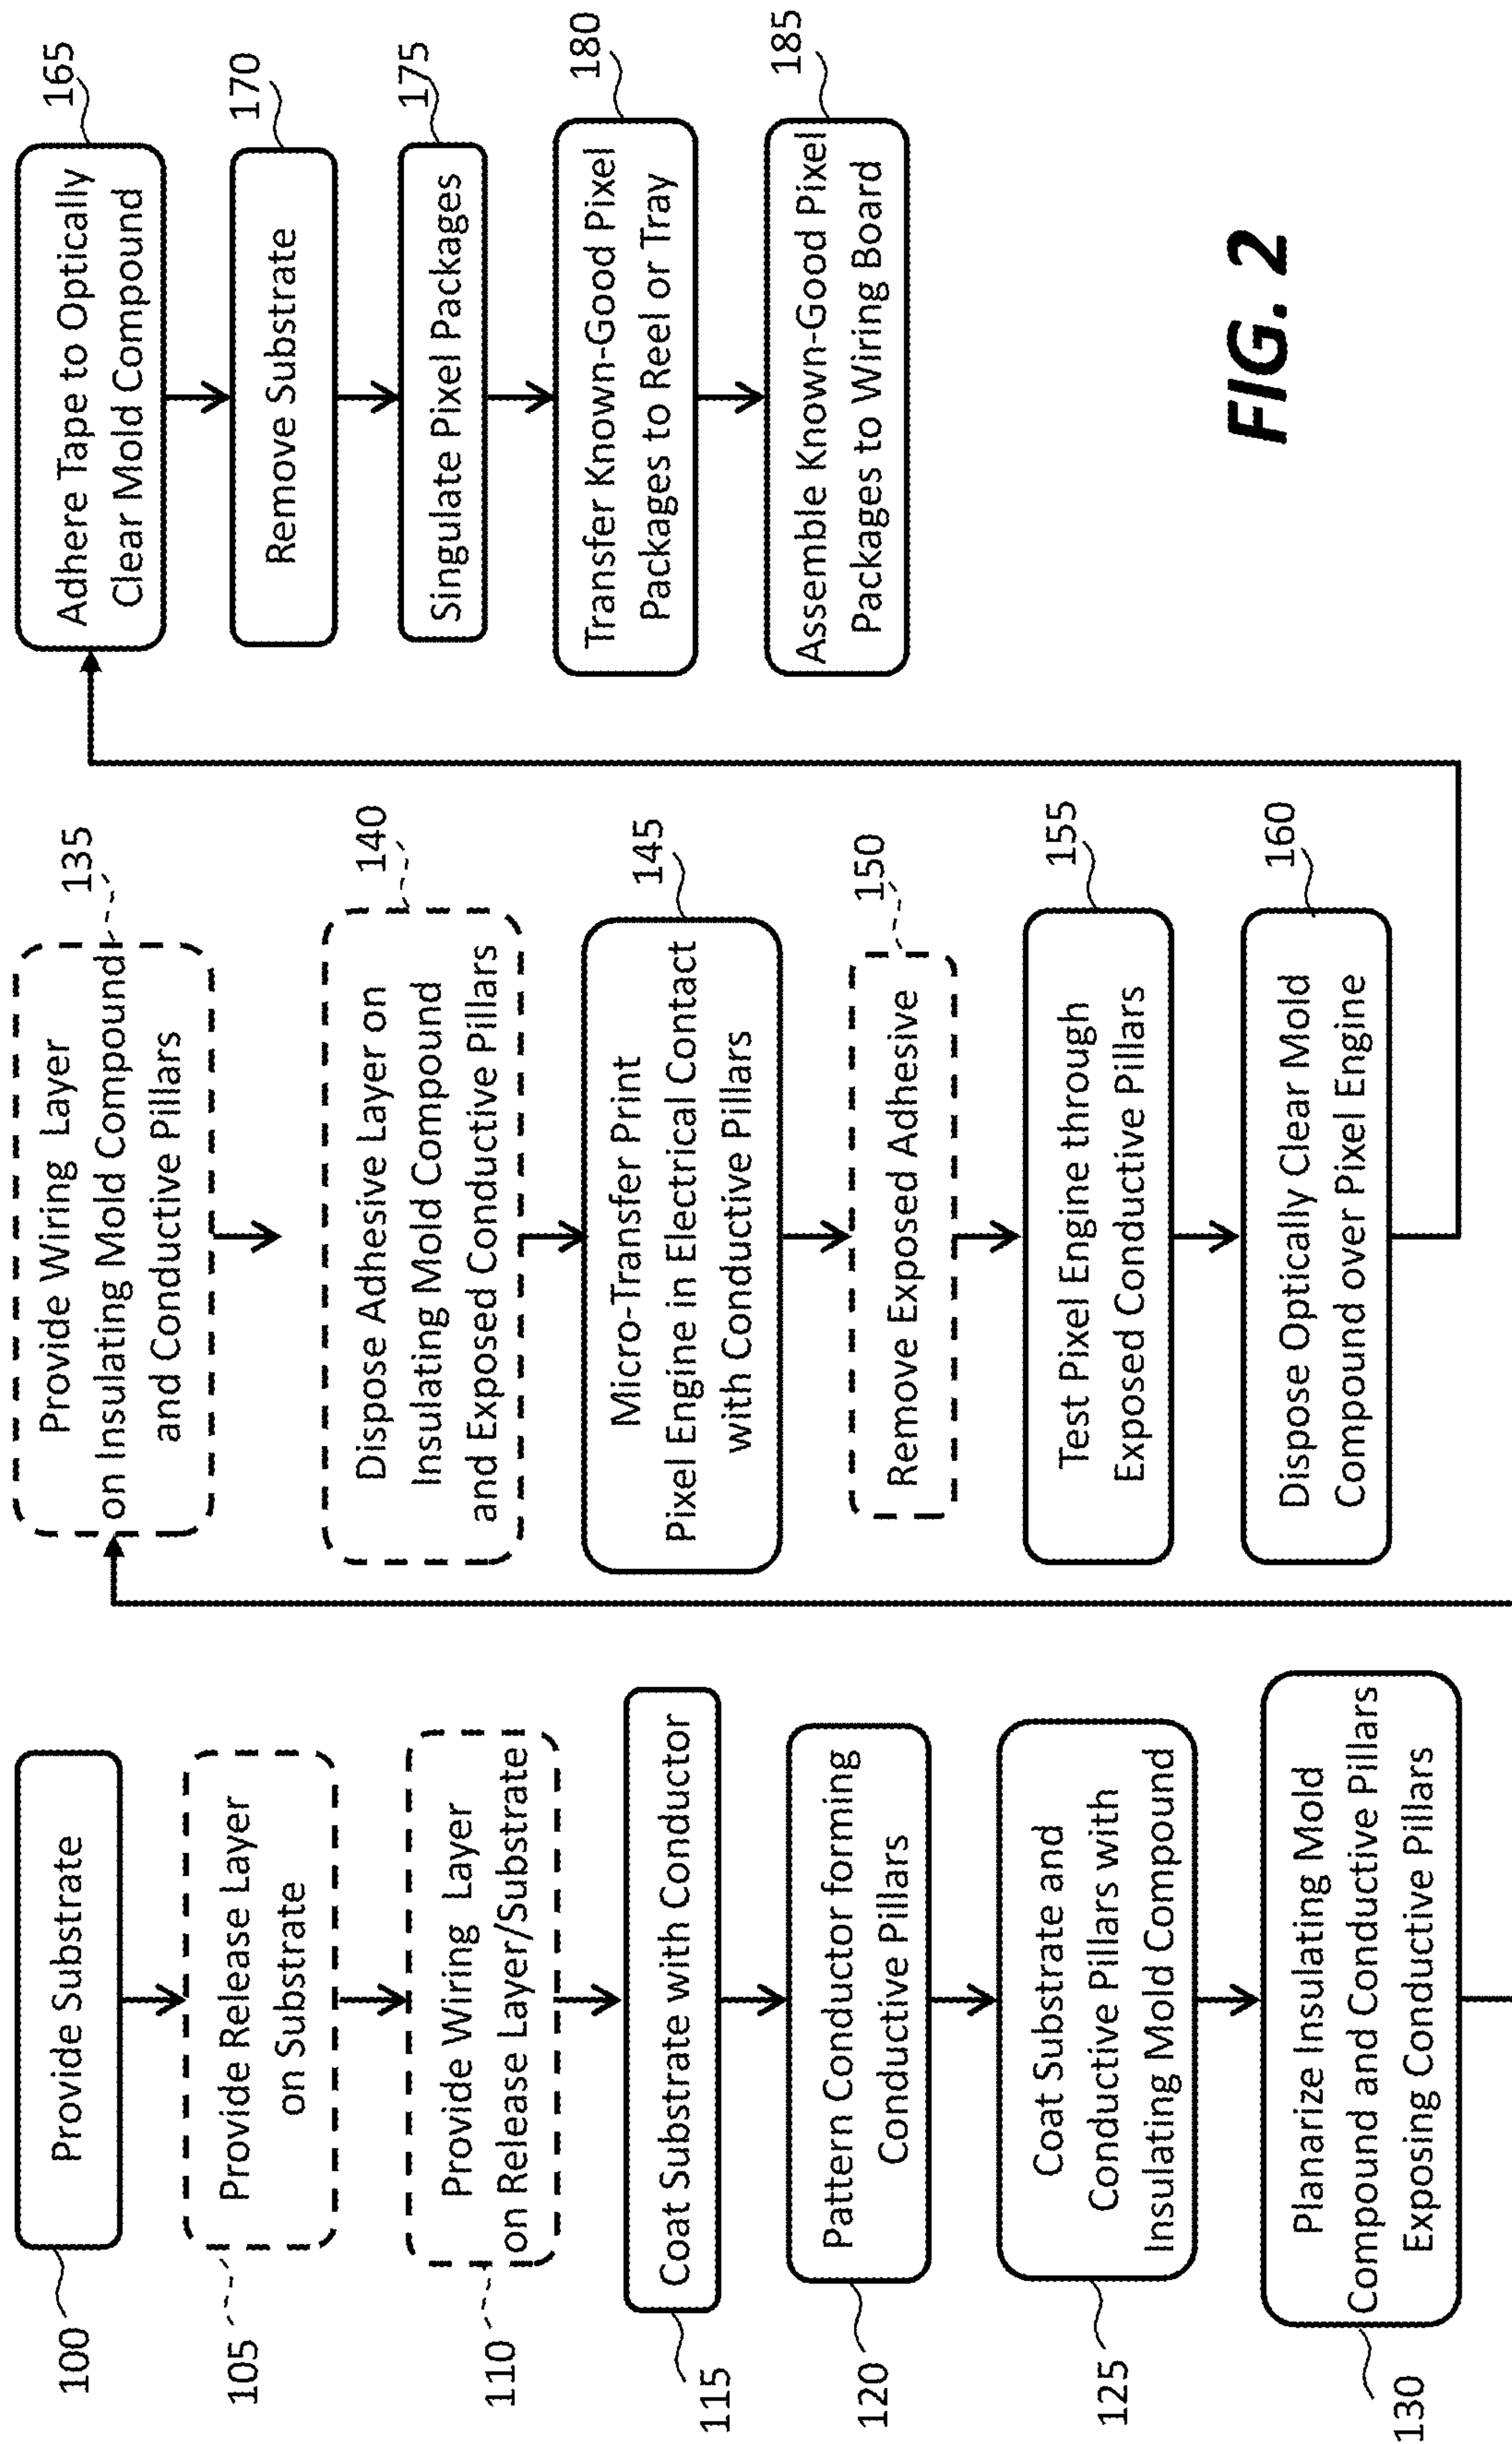 100
Provide Substrate
105
Provide Release Layer
on Substrate
110
Provide Wiring Layer
on Release Layer/Substrate
115
Coat Substrate with Conductor
120
Pattern Conductor forming
Conductive Pillars
125
Coat Substrate and
Conductive Pillars with
Insulating Mold Compound
130
Planarize Insulating Mold
Compound and Conductive Pillars
Exposing Conductive Pillars
135
Provide Wiring Layer
on Insulating Mold Compound
and Conductive Pillars
140
Dispose Adhesive Layer on
Insulating Mold Compound
and Exposed Conductive Pillars
145
Micro-Transfer Print
Pixel Engine in Electrical Contact
with Conductive Pillars
150
Remove Exposed Adhesive
155
Test Pixel Engine through
Exposed Conductive Pillars
160
Dispose Optically Clear Mold
Compound over Pixel Engine
165
Adhere Tape to Optically
Clear Mold Compound
170
Remove Substrate
175
Singulate Pixel Packages
180
Transfer Known-Good Pixel
Packages to Reel or Tray
185
Assemble Known-Good Pixel
Packages to Wiring Board
FIG. 2